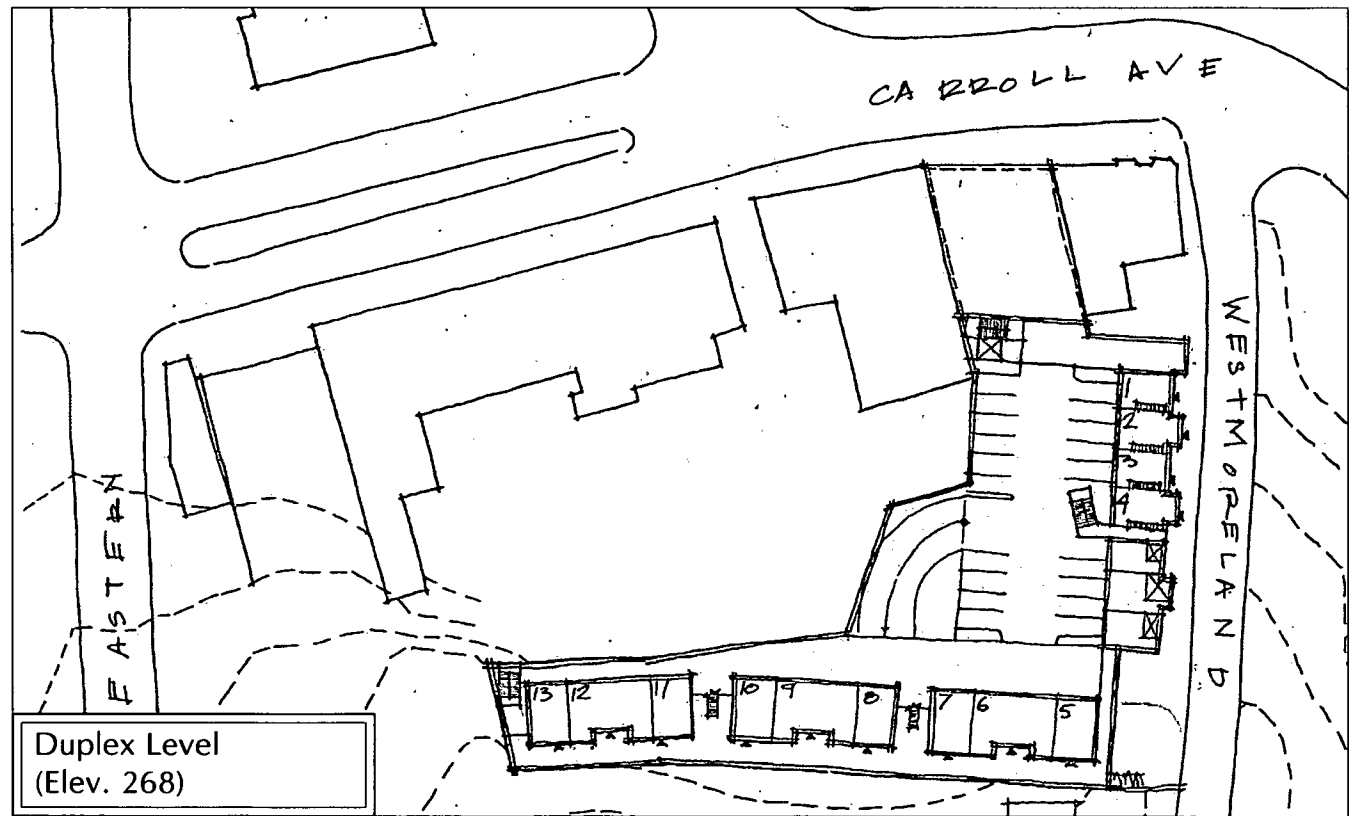 CARROLL AVE
WESTMORELAND
EASTERN
1
2
3
4
13 12 11 10 9 8 7 6 5
Duplex Level
(Elev. 268)